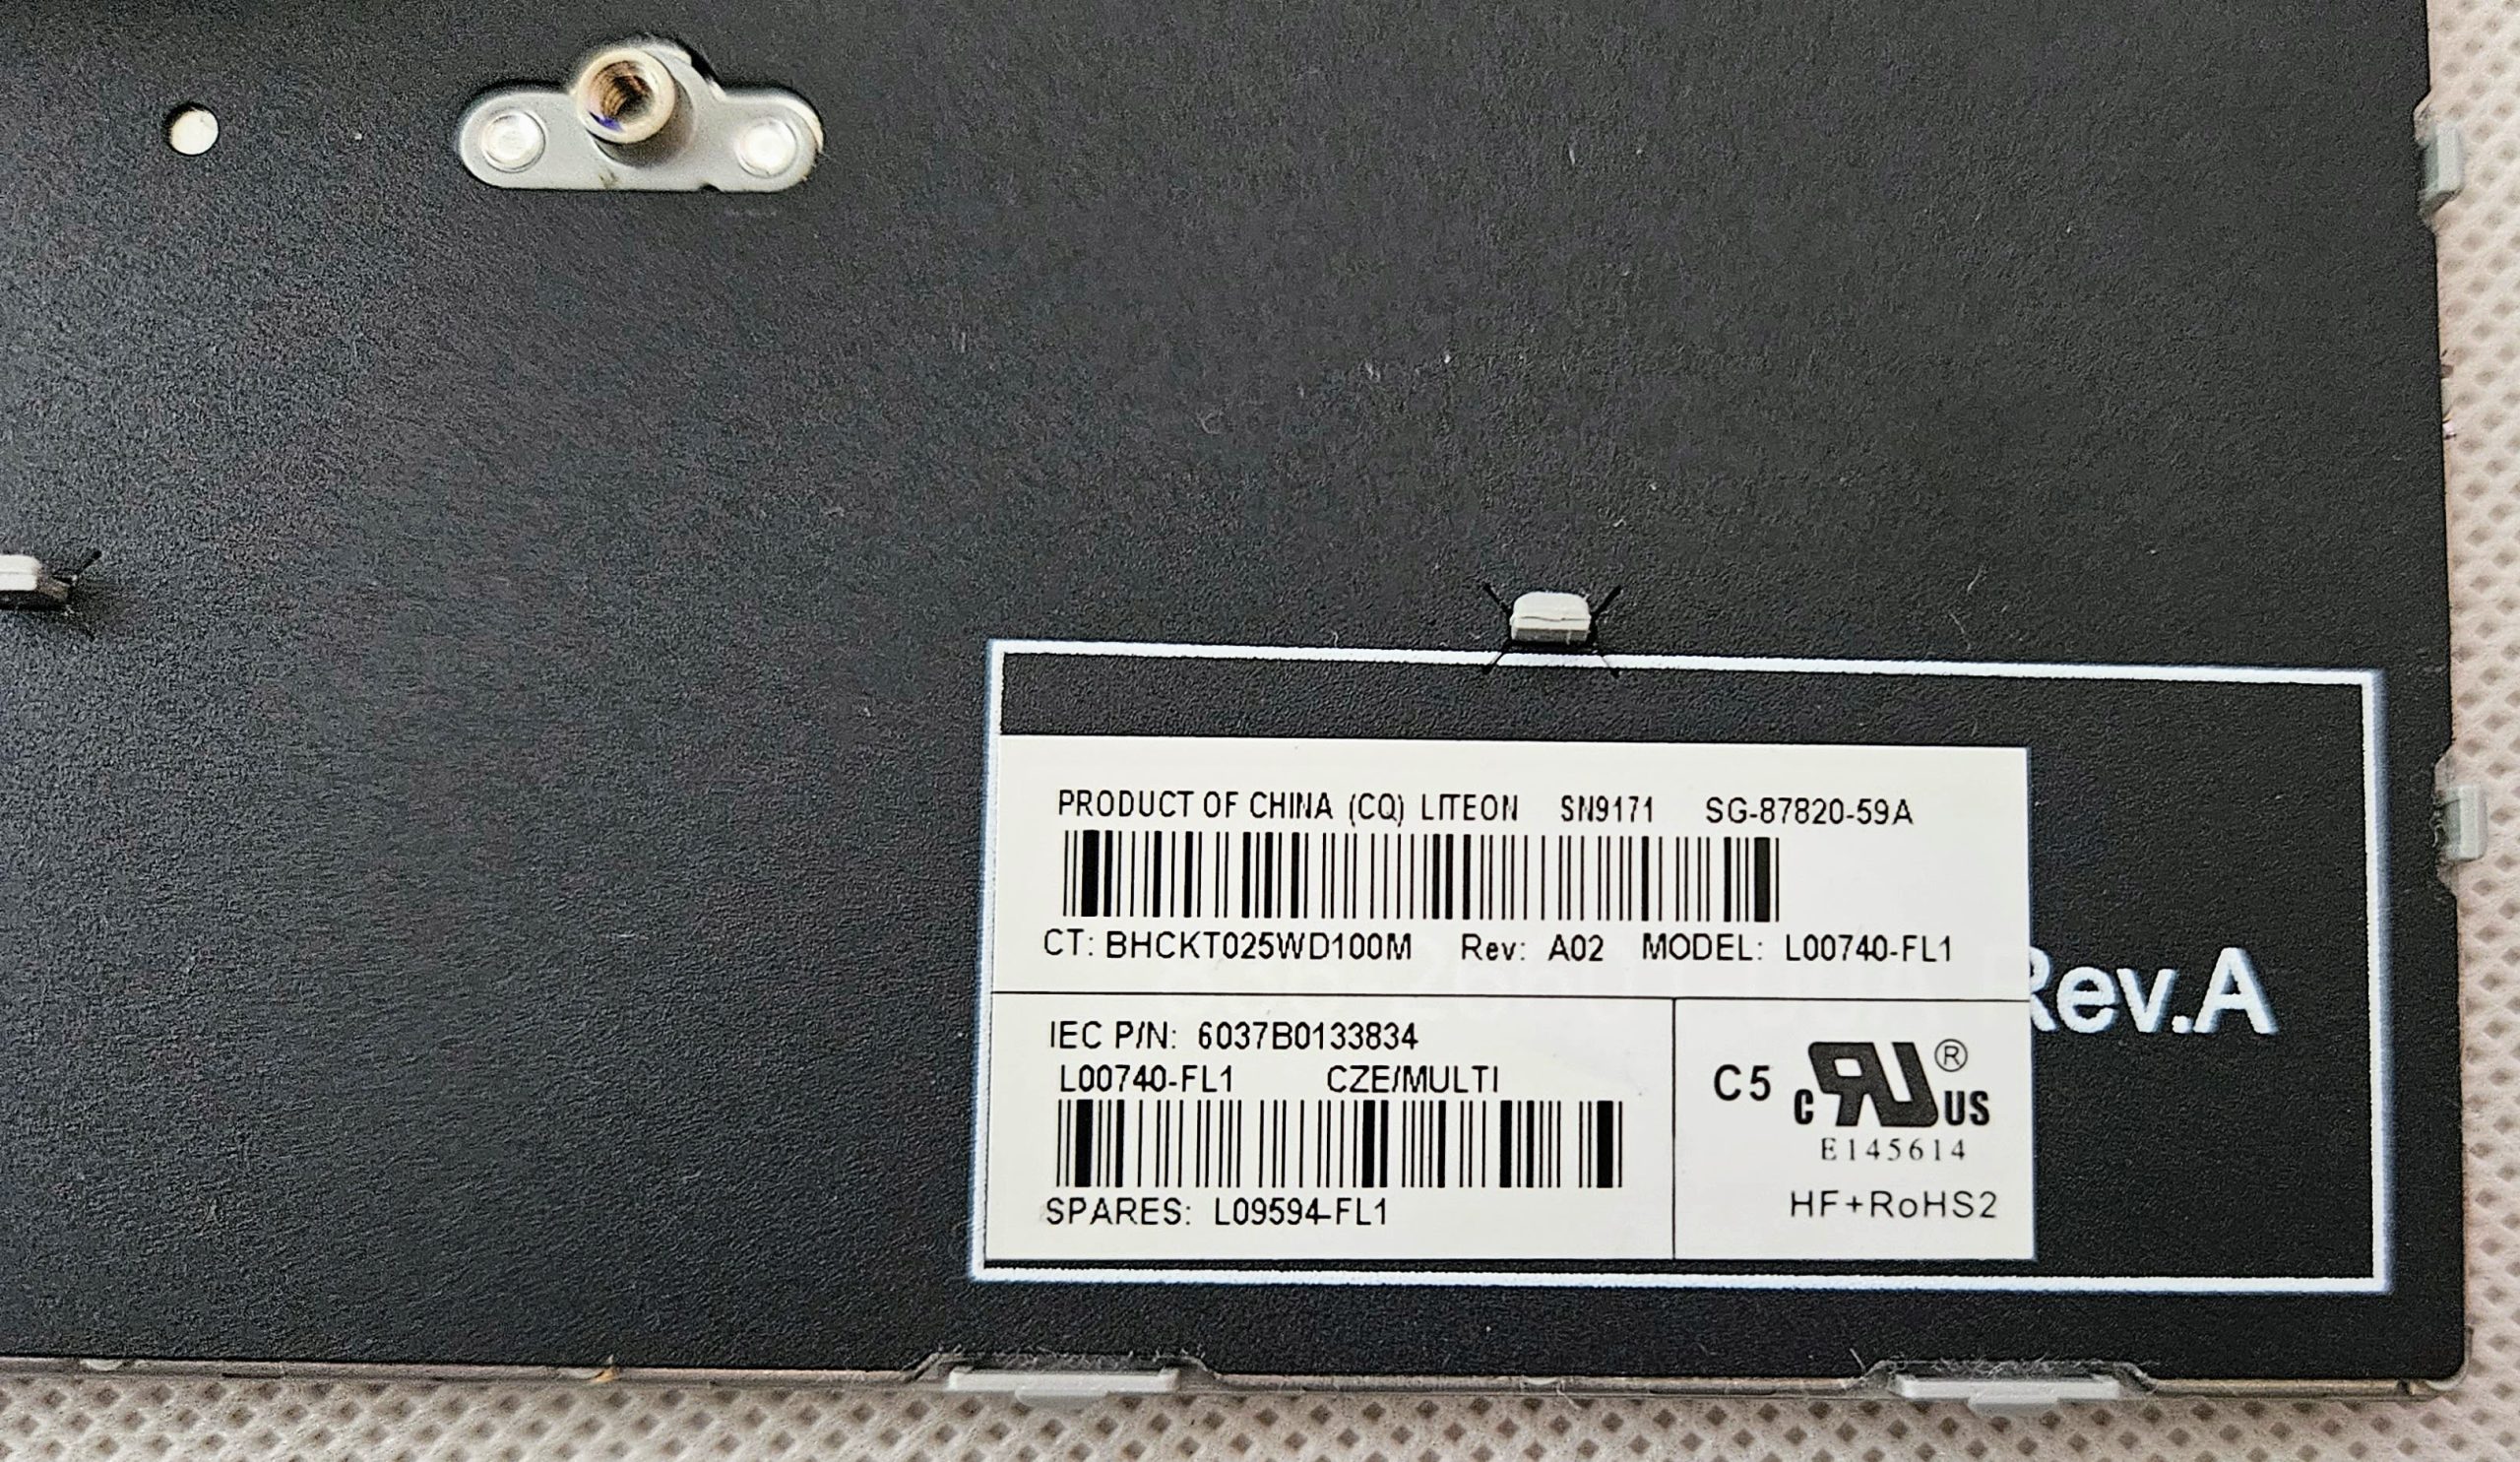 PRODUCT OF CHINA (CQ) LITEON SN9171 SG-87820-59A
CT: BHCKT025WD100M Rev: A02 MODEL: L00740-FL1
Rev.A
IEC P/N: 6037B0133834
L00740-FL1 CZE/MULTI
SPARES: L09594-FL1
C5 c RU ® US
E145614
HF+RoHS2